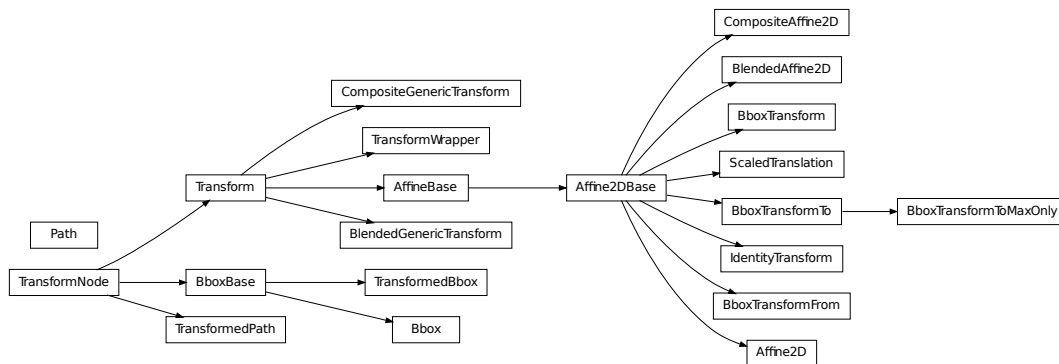 CompositeAffine2D
BlendedAffine2D
CompositeGenericTransform
BboxTransform
TransformWrapper
ScaledTranslation
Transform
AffineBase
Affine2DBase
BboxTransformTo
BboxTransformToMaxOnly
Path
BlendedGenericTransform
IdentityTransform
TransformNode
BboxBase
TransformedBbox
BboxTransformFrom
TransformedPath
Bbox
Affine2D